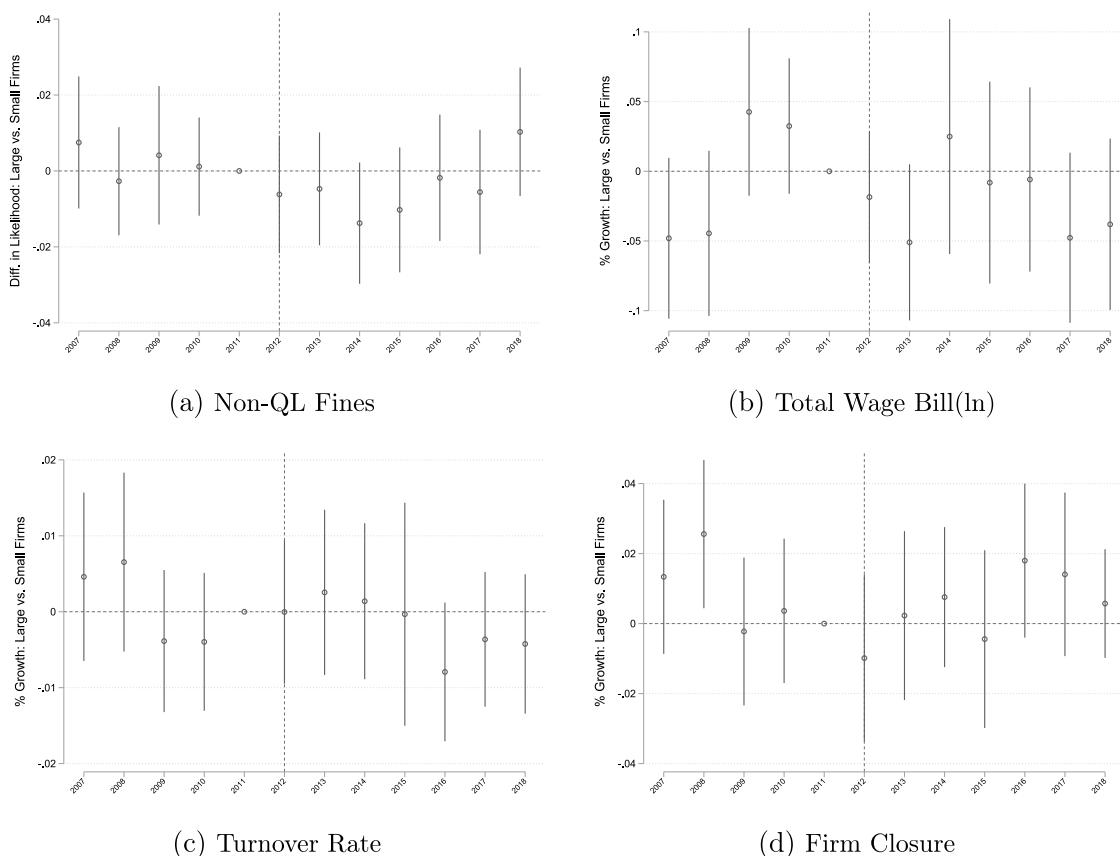 .04
.02
0
-.02
-.04
Diff. in Likelihood: Large vs. Small Firms
2007 2008 2009 2010 2011 2012 2013 2014 2015 2016 2017 2018
(a) Non-QL Fines
.1
.05
0
-.05
-.1
% Growth: Large vs. Small Firms
2007 2008 2009 2010 2011 2012 2013 2014 2015 2016 2017 2018
(b) Total Wage Bill(ln)
.02
.01
0
-.01
-.02
% Growth: Large vs. Small Firms
2007 2008 2009 2010 2011 2012 2013 2014 2015 2016 2017 2018
(c) Turnover Rate
.04
.02
0
-.02
-.04
% Growth: Large vs. Small Firms
2007 2008 2009 2010 2011 2012 2013 2014 2015 2016 2017 2018
(d) Firm Closure